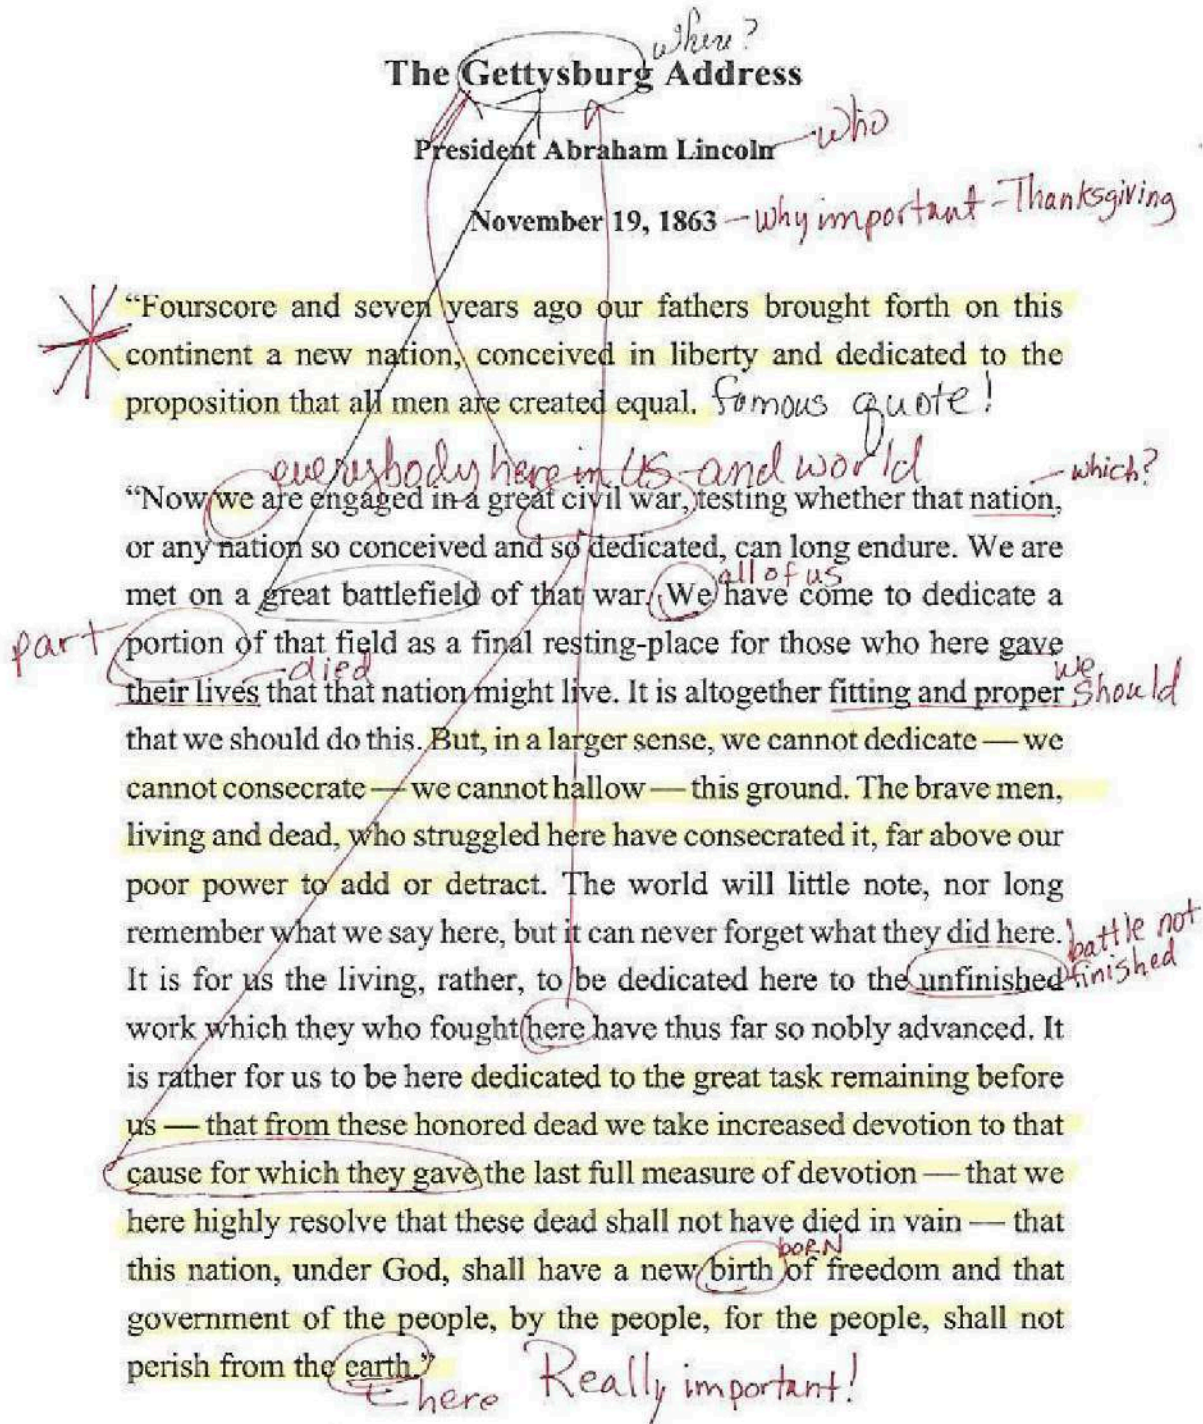 where?
The Gettysburg Address
President Abraham Lincoln who
November 19, 1863 - why important - Thanksgiving
“Fourscore and seven years ago our fathers brought forth on this
continent a new nation, conceived in liberty and dedicated to the
proposition that all men are created equal. famous quote!
everybody here in US and world
which?
“Now we are engaged in a great civil war, testing whether that nation,
or any nation so conceived and so dedicated, can long endure. We are
all of us
met on a great battlefield of that war. We have come to dedicate a
part portion of that field as a final resting-place for those who here gave
died we
their lives that that nation might live. It is altogether fitting and proper should
that we should do this. But, in a larger sense, we cannot dedicate — we
cannot consecrate — we cannot hallow — this ground. The brave men,
living and dead, who struggled here have consecrated it, far above our
poor power to add or detract. The world will little note, nor long
remember what we say here, but it can never forget what they did here. battle not
It is for us the living, rather, to be dedicated here to the unfinished finished
work which they who fought here have thus far so nobly advanced. It
is rather for us to be here dedicated to the great task remaining before
us — that from these honored dead we take increased devotion to that
cause for which they gave the last full measure of devotion — that we
here highly resolve that these dead shall not have died in vain — that
BORN
this nation, under God, shall have a new birth of freedom and that
government of the people, by the people, for the people, shall not
perish from the earth.”
here Really important!